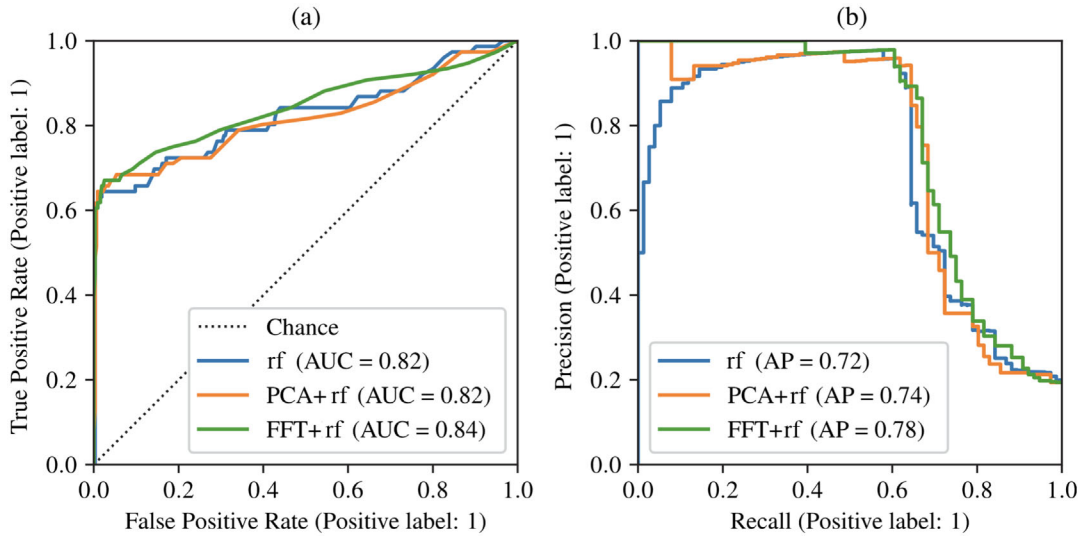 (a)
1.0
0.8
0.6
0.4
0.2
0.0
True Positive Rate (Positive label: 1)
Chance
rf (AUC = 0.82)
PCA+rf (AUC = 0.82)
FFT+rf (AUC = 0.84)
0.0 0.2 0.4 0.6 0.8 1.0
False Positive Rate (Positive label: 1)
(b)
1.0
0.8
0.6
0.4
0.2
0.0
Precision (Positive label: 1)
rf (AP = 0.72)
PCA+rf (AP = 0.74)
FFT+rf (AP = 0.78)
0.0 0.2 0.4 0.6 0.8 1.0
Recall (Positive label: 1)